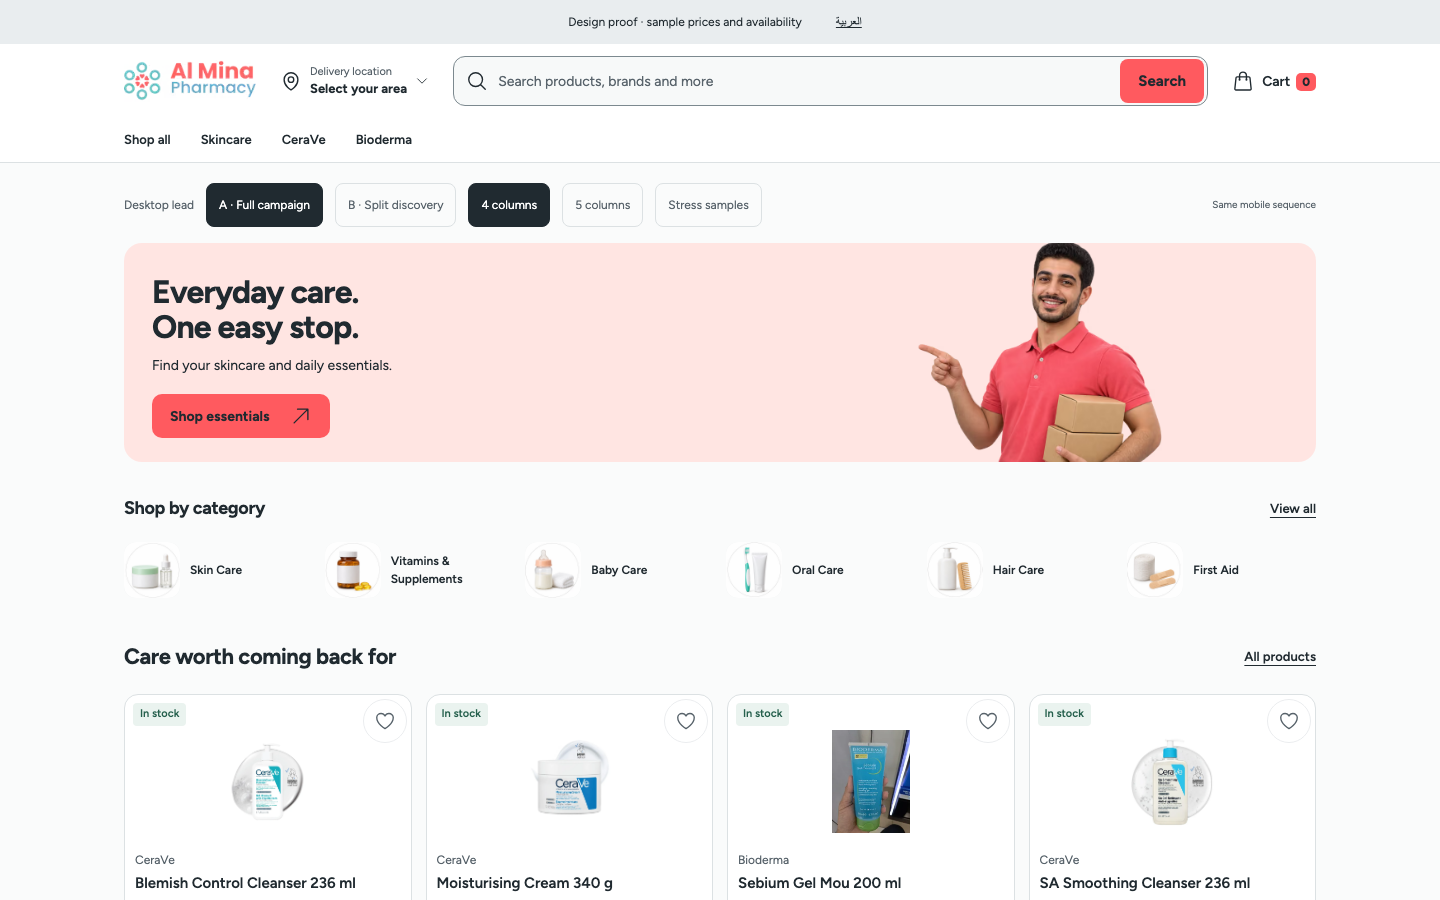 Design proof · sample prices and availability
العربية
Al Mina
Pharmacy
Delivery location
Select your area
Search products, brands and more
Search
Cart 0
Shop all
Skincare
CeraVe
Bioderma
Desktop lead
A · Full campaign
B · Split discovery
4 columns
5 columns
Stress samples
Same mobile sequence
Everyday care.
One easy stop.
Find your skincare and daily essentials.
Shop essentials
Shop by category
View all
Skin Care
Vitamins &
Supplements
Baby Care
Oral Care
Hair Care
First Aid
Care worth coming back for
All products
In stock
In stock
In stock
In stock
CeraVe
CeraVe
BIODERMA
CeraVe
CeraVe
Blemish Control Cleanser 236 ml
CeraVe
Moisturising Cream 340 g
Bioderma
Sebium Gel Mou 200 ml
CeraVe
SA Smoothing Cleanser 236 ml